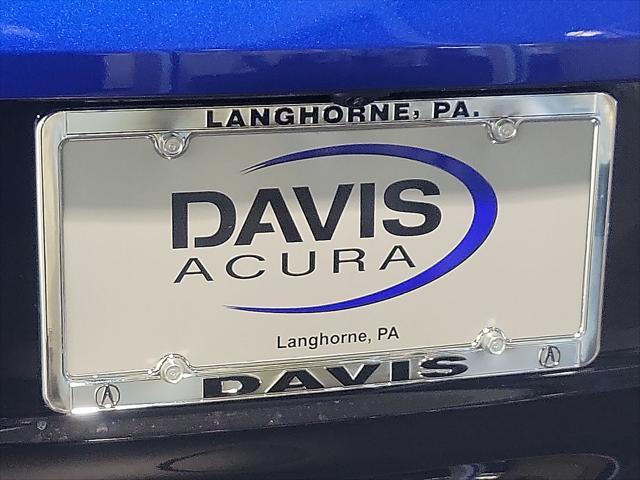 LANGHORNE, PA.
DAVIS
ACURA
Langhorne, PA
DAVIS